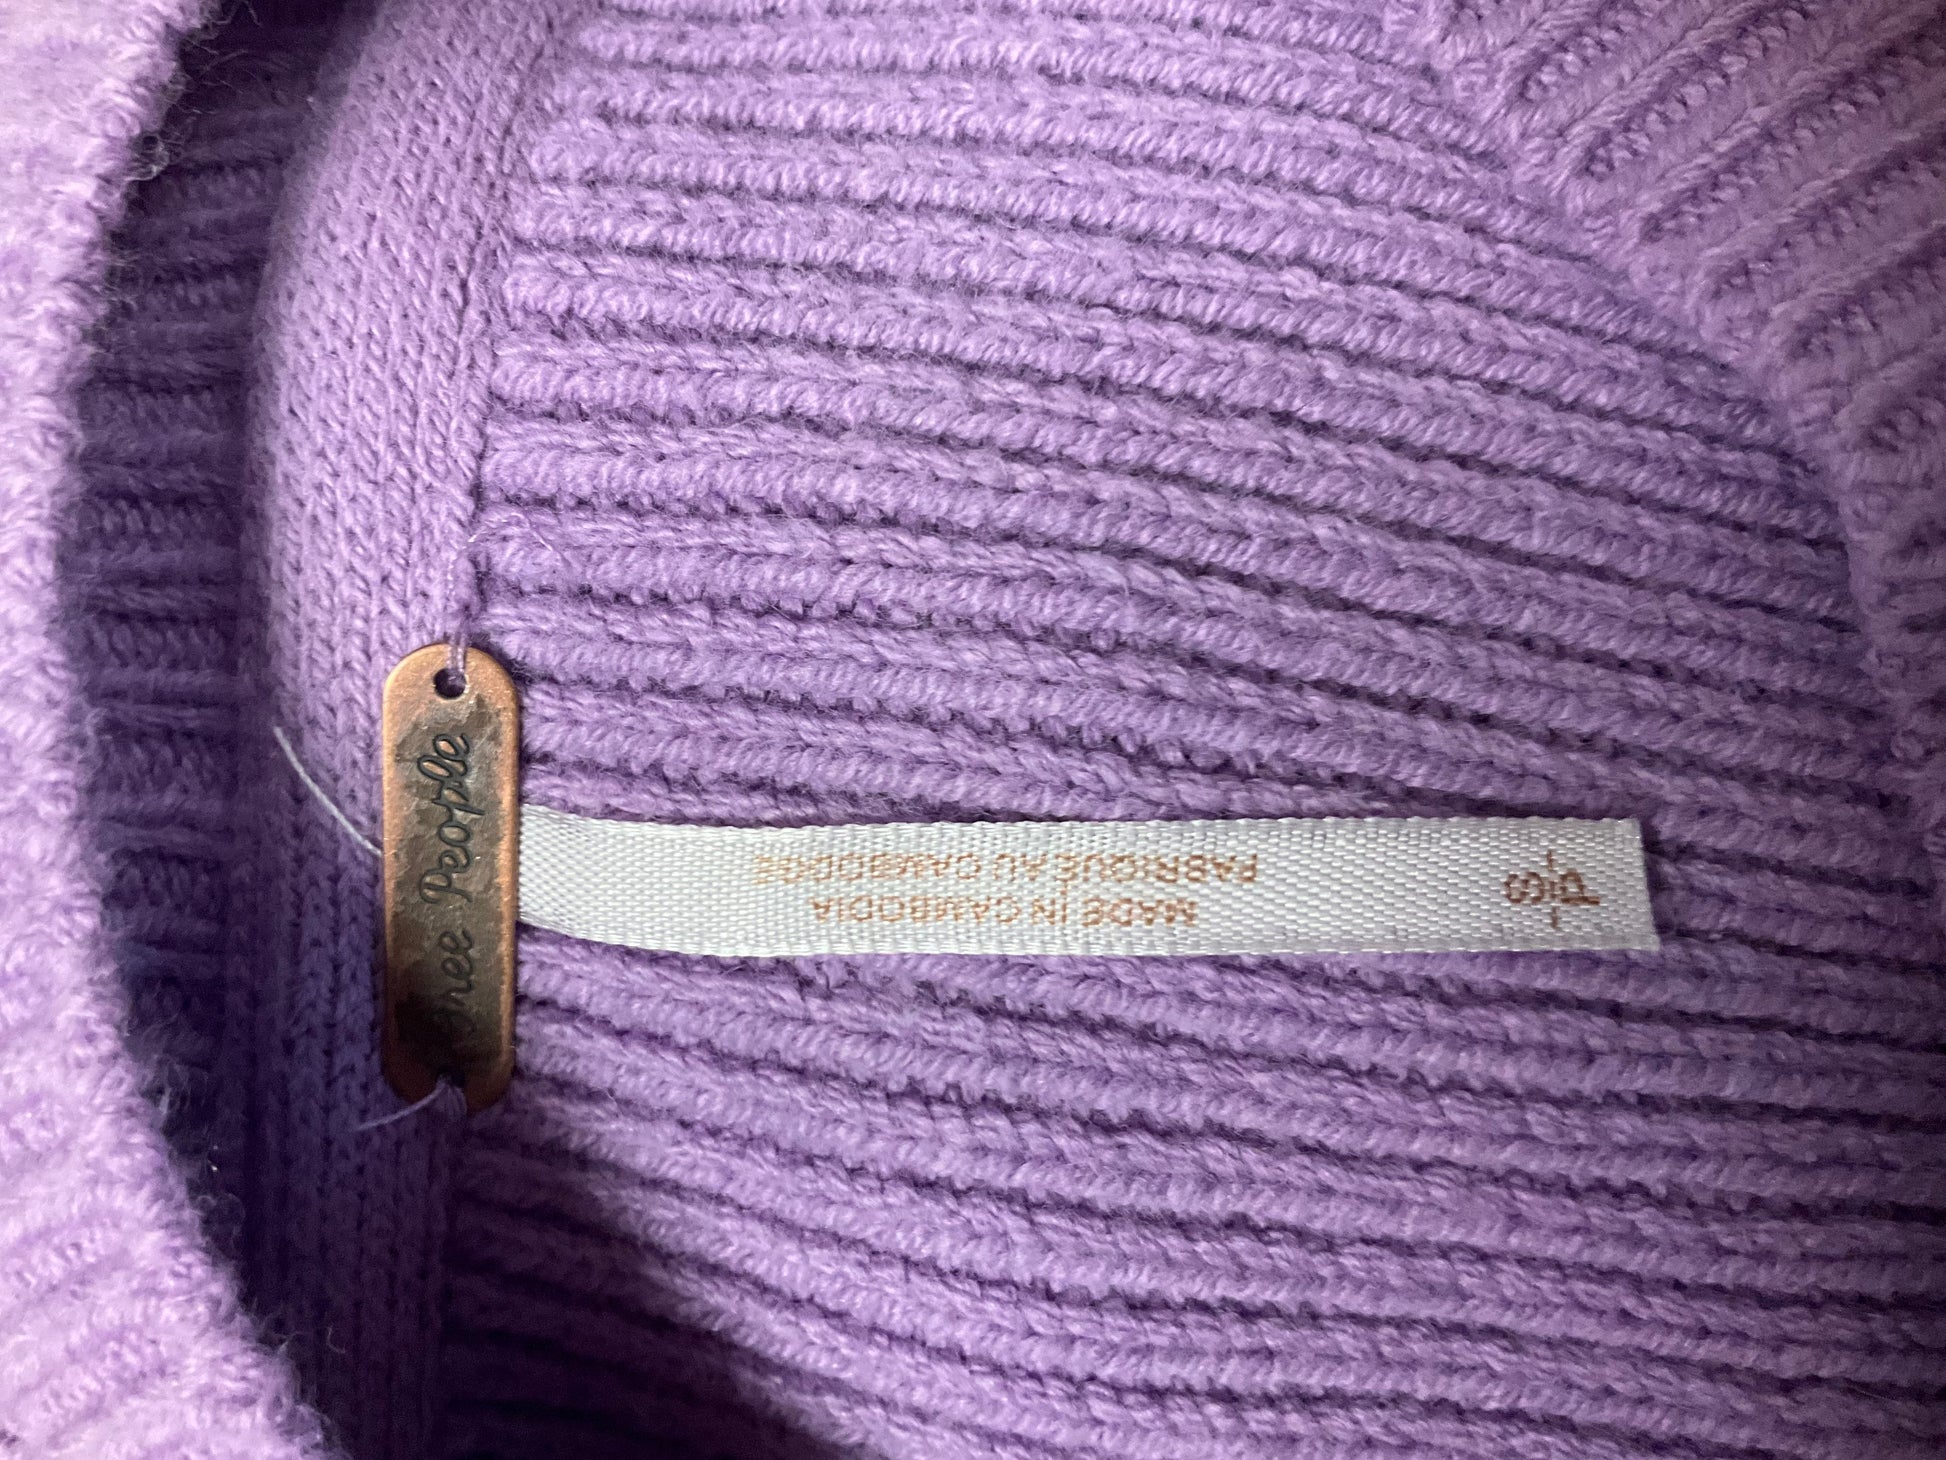 Free People
MADE IN CAMBODIA
FABRIQUÉ AU CAMBODGE
S
P